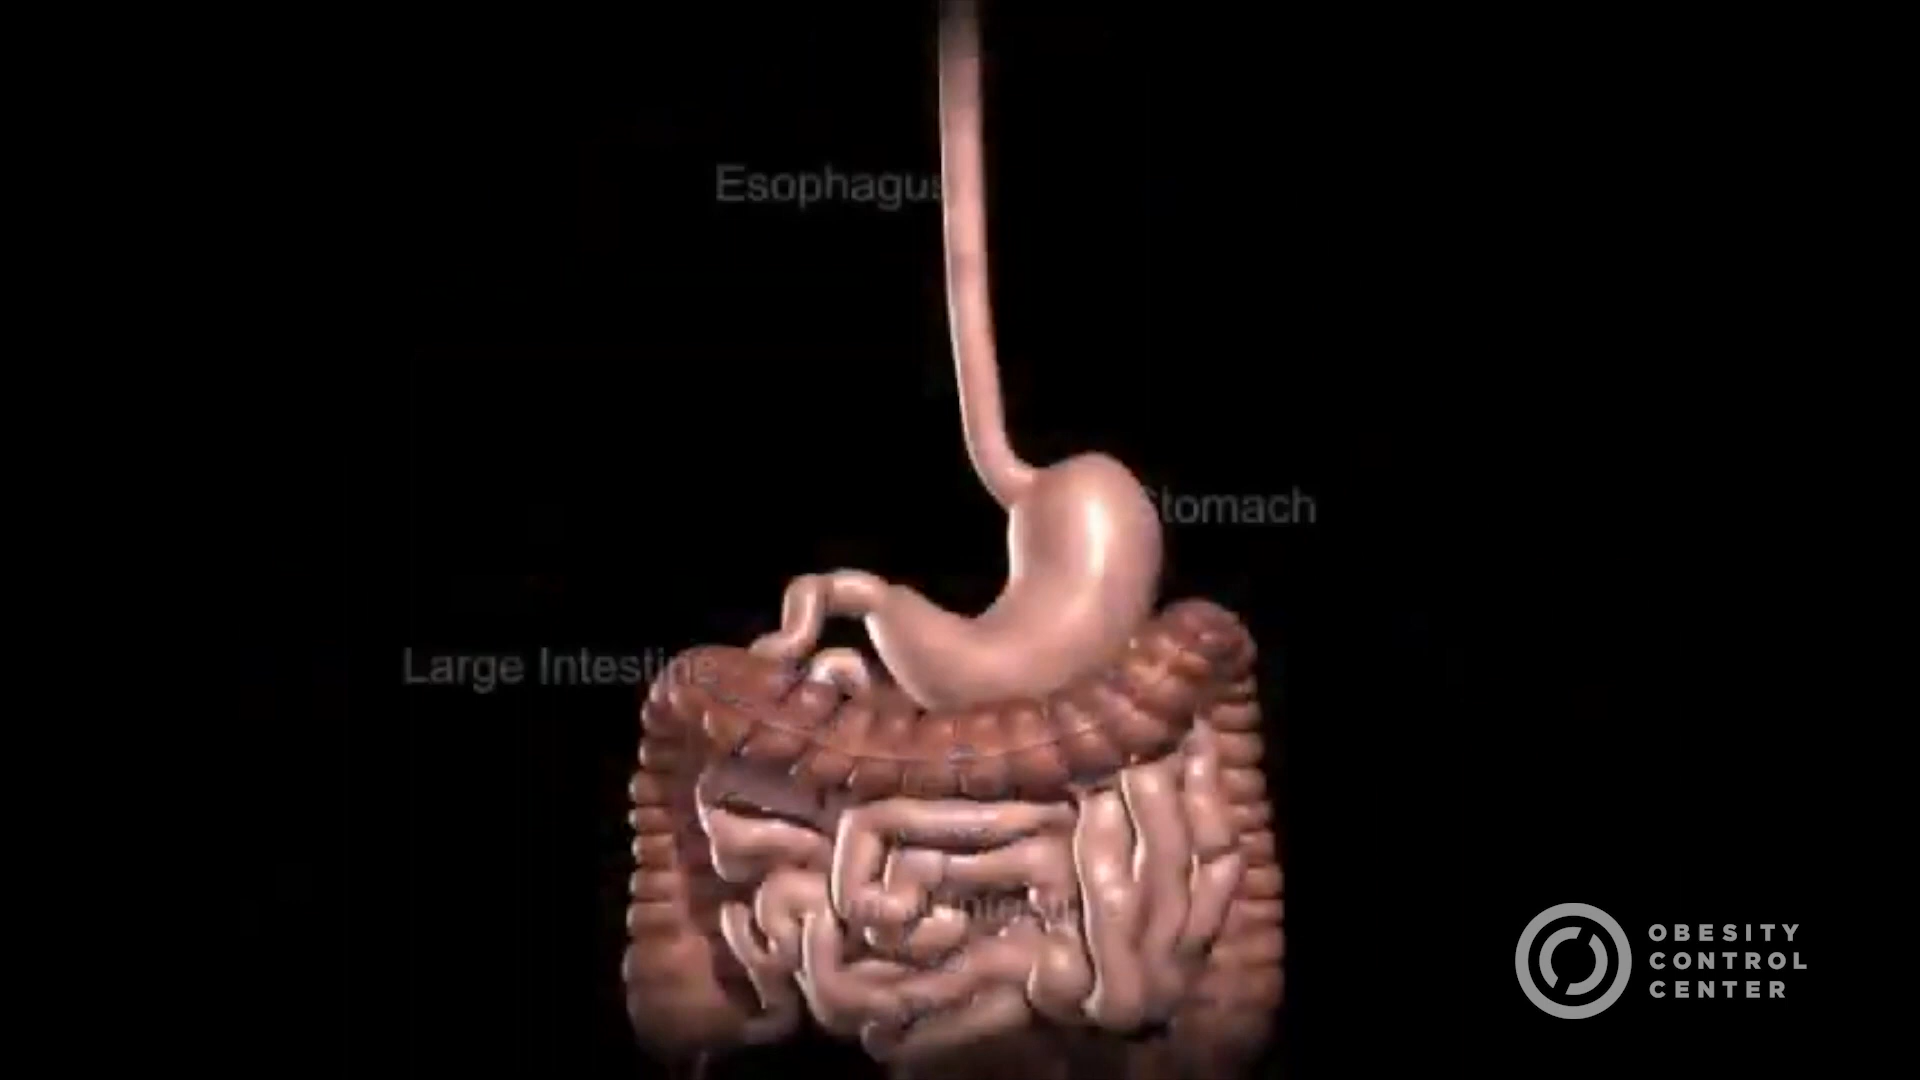 Esophagus
Stomach
Large Intestine
OBESITY
CONTROL
CENTER